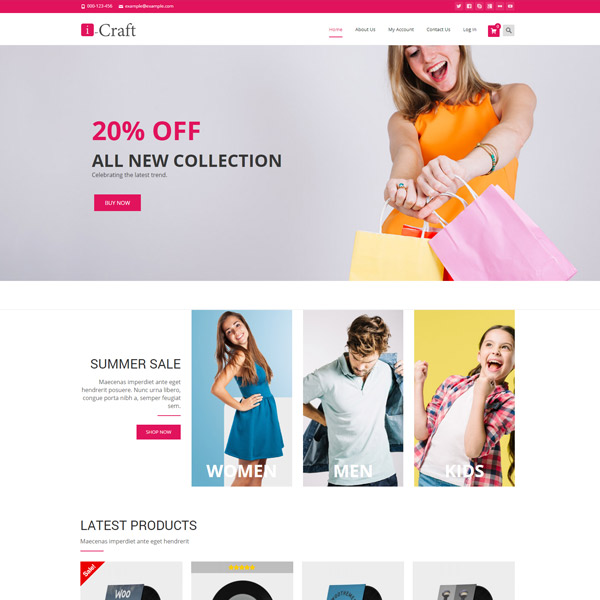 000-123-456 example@example.com
i-Craft
Home About Us My Account Contact Us Log In 0
20% OFF
ALL NEW COLLECTION
Celebrating the latest trend.
BUY NOW
SUMMER SALE
Maecenas imperdiet ante eget
hendrerit posuere. Nunc urna libero,
congue porta nibh a, semper feugiat
sem.
SHOP NOW
WOMEN
MEN
KIDS
LATEST PRODUCTS
Maecenas imperdiet ante eget hendrerit
Sale!
WOO
WOOTHEMES